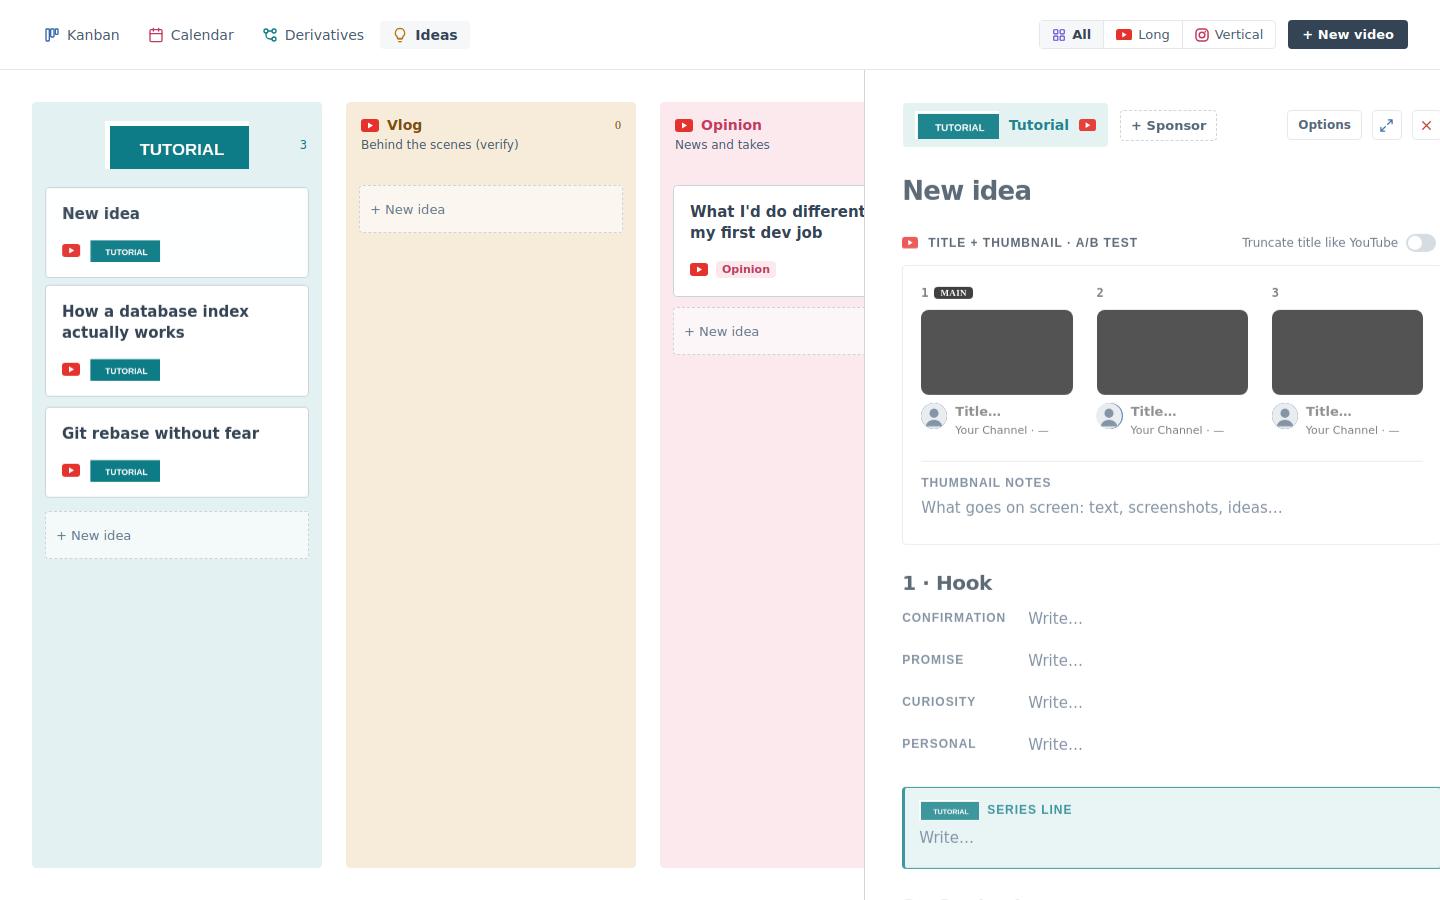 Kanban
Calendar
Derivatives
Ideas
All
Long
Vertical
+ New video
TUTORIAL
3
New idea
TUTORIAL
How a database index
actually works
TUTORIAL
Git rebase without fear
TUTORIAL
+ New idea
Vlog
0
Behind the scenes (verify)
+ New idea
Opinion
News and takes
What I'd do different
my first dev job
Opinion
+ New idea
TUTORIAL
Tutorial
+ Sponsor
Options
New idea
TITLE + THUMBNAIL · A/B TEST
Truncate title like YouTube
1 MAIN
2
3
Title…
Your Channel · —
Title…
Your Channel · —
Title…
Your Channel · —
THUMBNAIL NOTES
What goes on screen: text, screenshots, ideas…
1 · Hook
CONFIRMATION
Write…
PROMISE
Write…
CURIOSITY
Write…
PERSONAL
Write…
TUTORIAL
SERIES LINE
Write…